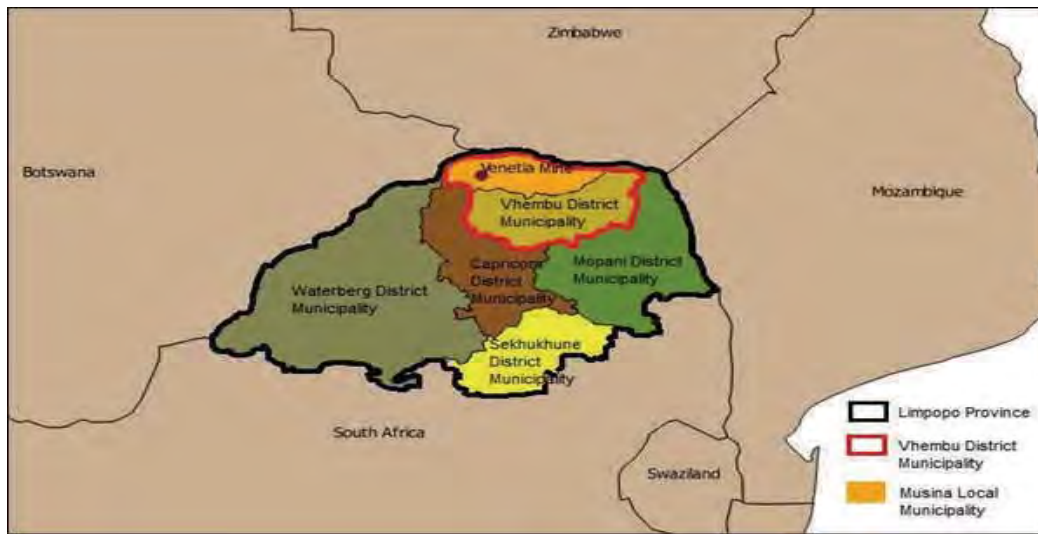 Zimbabwe
Botswana
Venetia Mine
Mozambique
Vhembu District
Municipality
Mopani District
Municipality
Capricorn
District
Municipality
Waterberg District
Municipality
Sekhukhune
District
Municipality
South Africa
Swaziland
Limpopo Province
Vhembu District
Municipality
Musina Local
Municipality